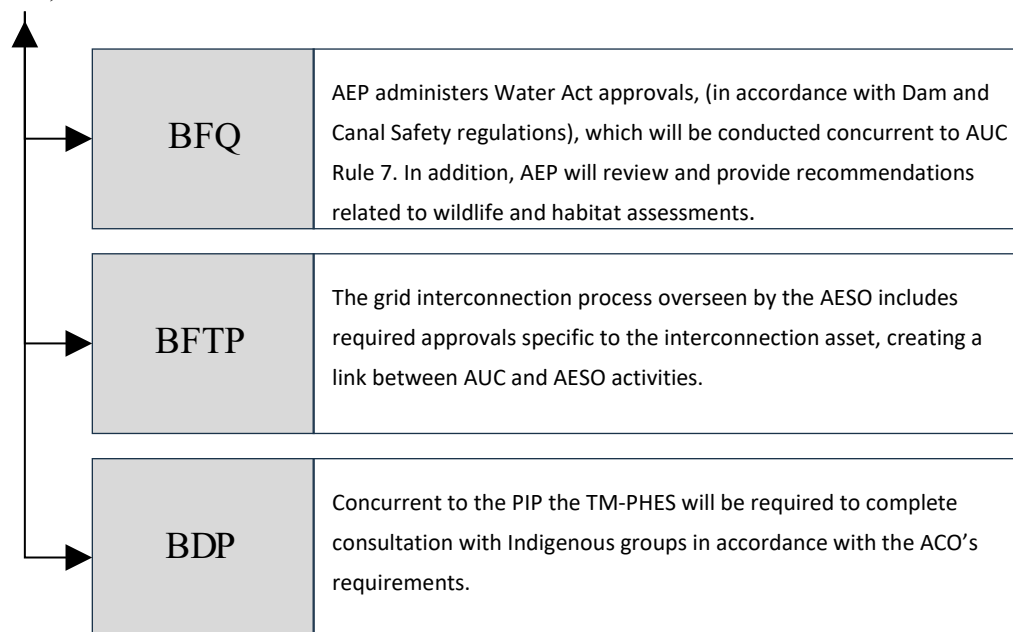 BFQ
AEP administers Water Act approvals, (in accordance with Dam and
Canal Safety regulations), which will be conducted concurrent to AUC
Rule 7. In addition, AEP will review and provide recommendations
related to wildlife and habitat assessments.
BFTP
The grid interconnection process overseen by the AESO includes
required approvals specific to the interconnection asset, creating a
link between AUC and AESO activities.
BDP
Concurrent to the PIP the TM-PHES will be required to complete
consultation with Indigenous groups in accordance with the ACO’s
requirements.